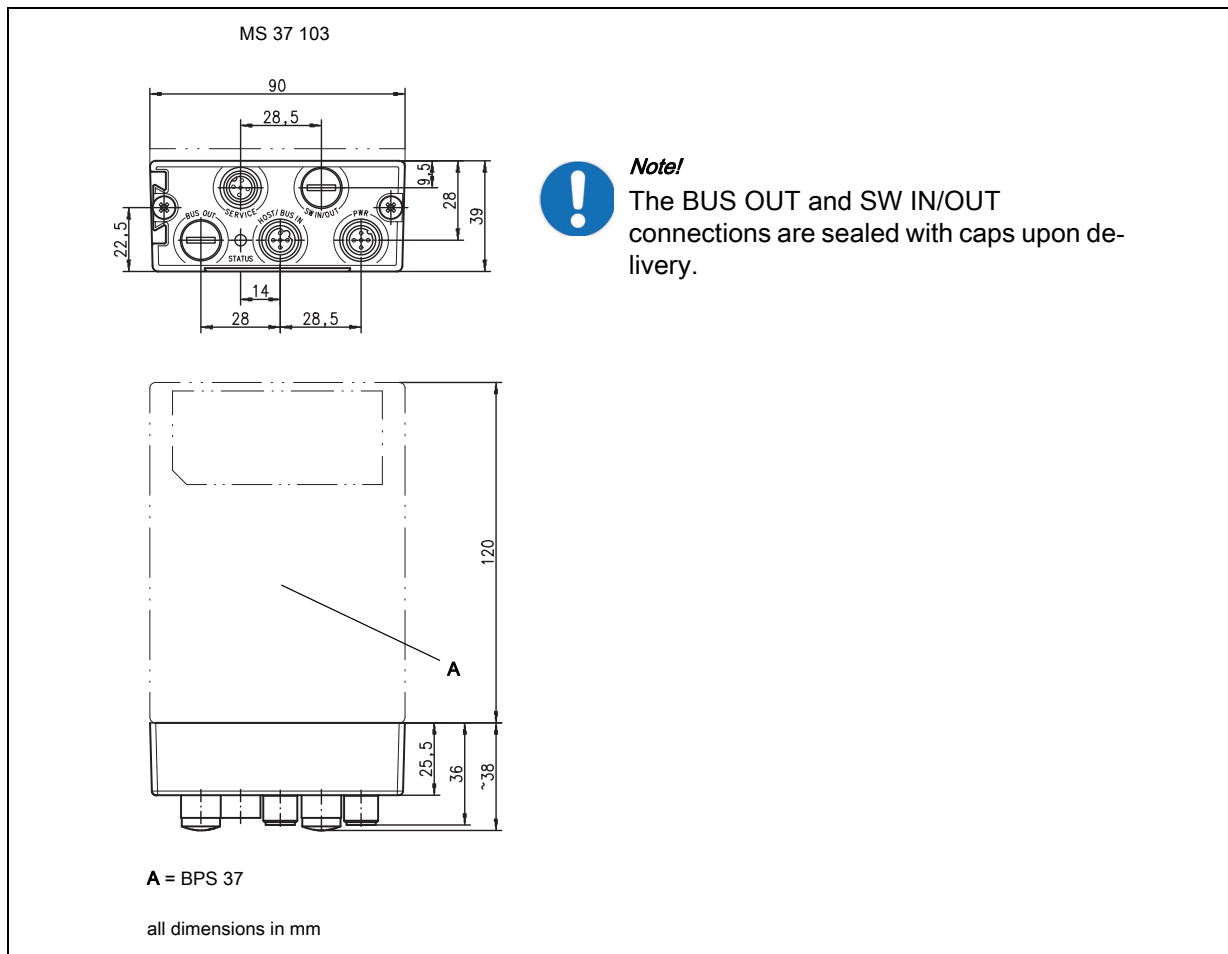 MS 37 103
90
28,5
9,5
28
39
22,5
BUS OUT
SERVICE
HOST/BUS IN
SW IN/OUT
PWR
STATUS
14
28
28,5
Note!
The BUS OUT and SW IN/OUT
connections are sealed with caps upon de-
livery.
120
A
25,5
36
~38
A = BPS 37
all dimensions in mm